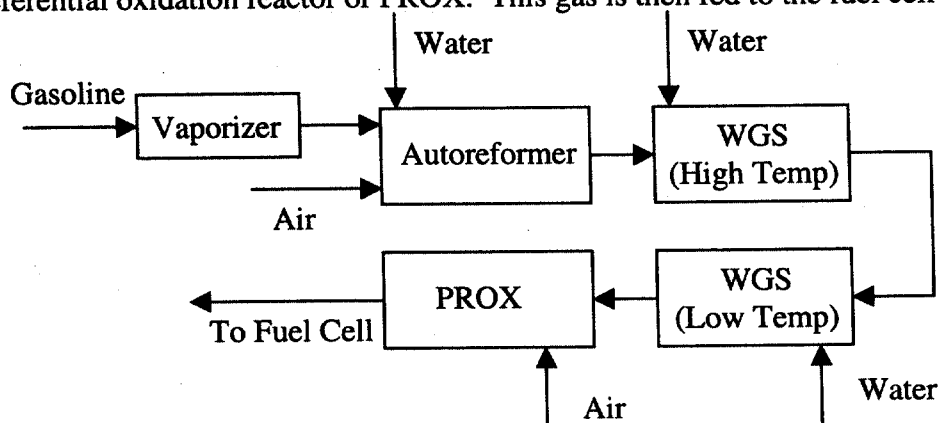 ferential oxidation reactor or PROX. This gas is then fed to the fuel cell
Water
Water
Gasoline
Vaporizer
Autoreformer
WGS
(High Temp)
Air
PROX
WGS
(Low Temp)
To Fuel Cell
Air
Water